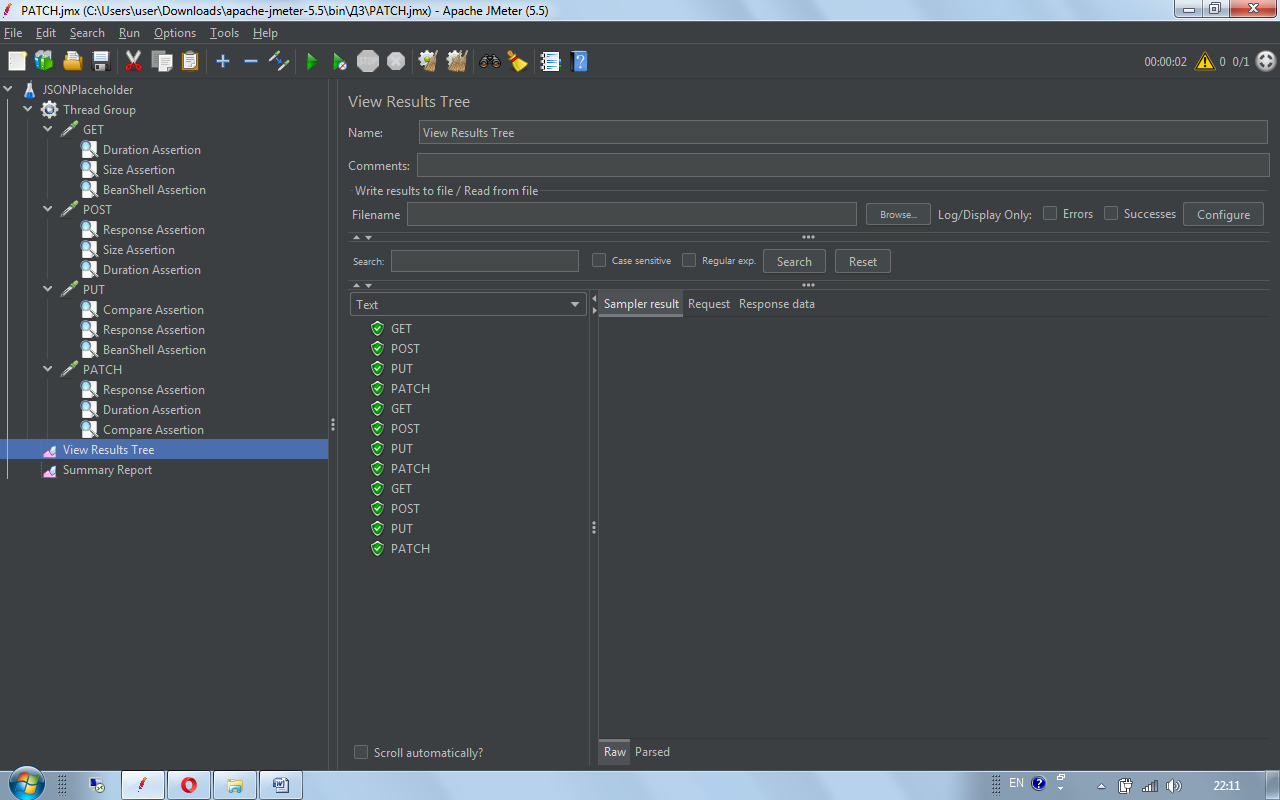 PATCH.jmx (C:\Users\user\Downloads\apache-jmeter-5.5\bin\ДЗ\PATCH.jmx) - Apache JMeter (5.5)
File Edit Search Run Options Tools Help
00:00:02 0 0/1
JSONPlaceholder
Thread Group
GET
Duration Assertion
Size Assertion
BeanShell Assertion
POST
Response Assertion
Size Assertion
Duration Assertion
PUT
Compare Assertion
Response Assertion
BeanShell Assertion
PATCH
Response Assertion
Duration Assertion
Compare Assertion
View Results Tree
Summary Report
View Results Tree
Name: View Results Tree
Comments:
Write results to file / Read from file
Filename Browse... Log/Display Only: Errors Successes Configure
Search: Case sensitive Regular exp. Search Reset
Text
Sampler result Request Response data
GET
POST
PUT
PATCH
GET
POST
PUT
PATCH
GET
POST
PUT
PATCH
Scroll automatically?
Raw Parsed
EN 22:11